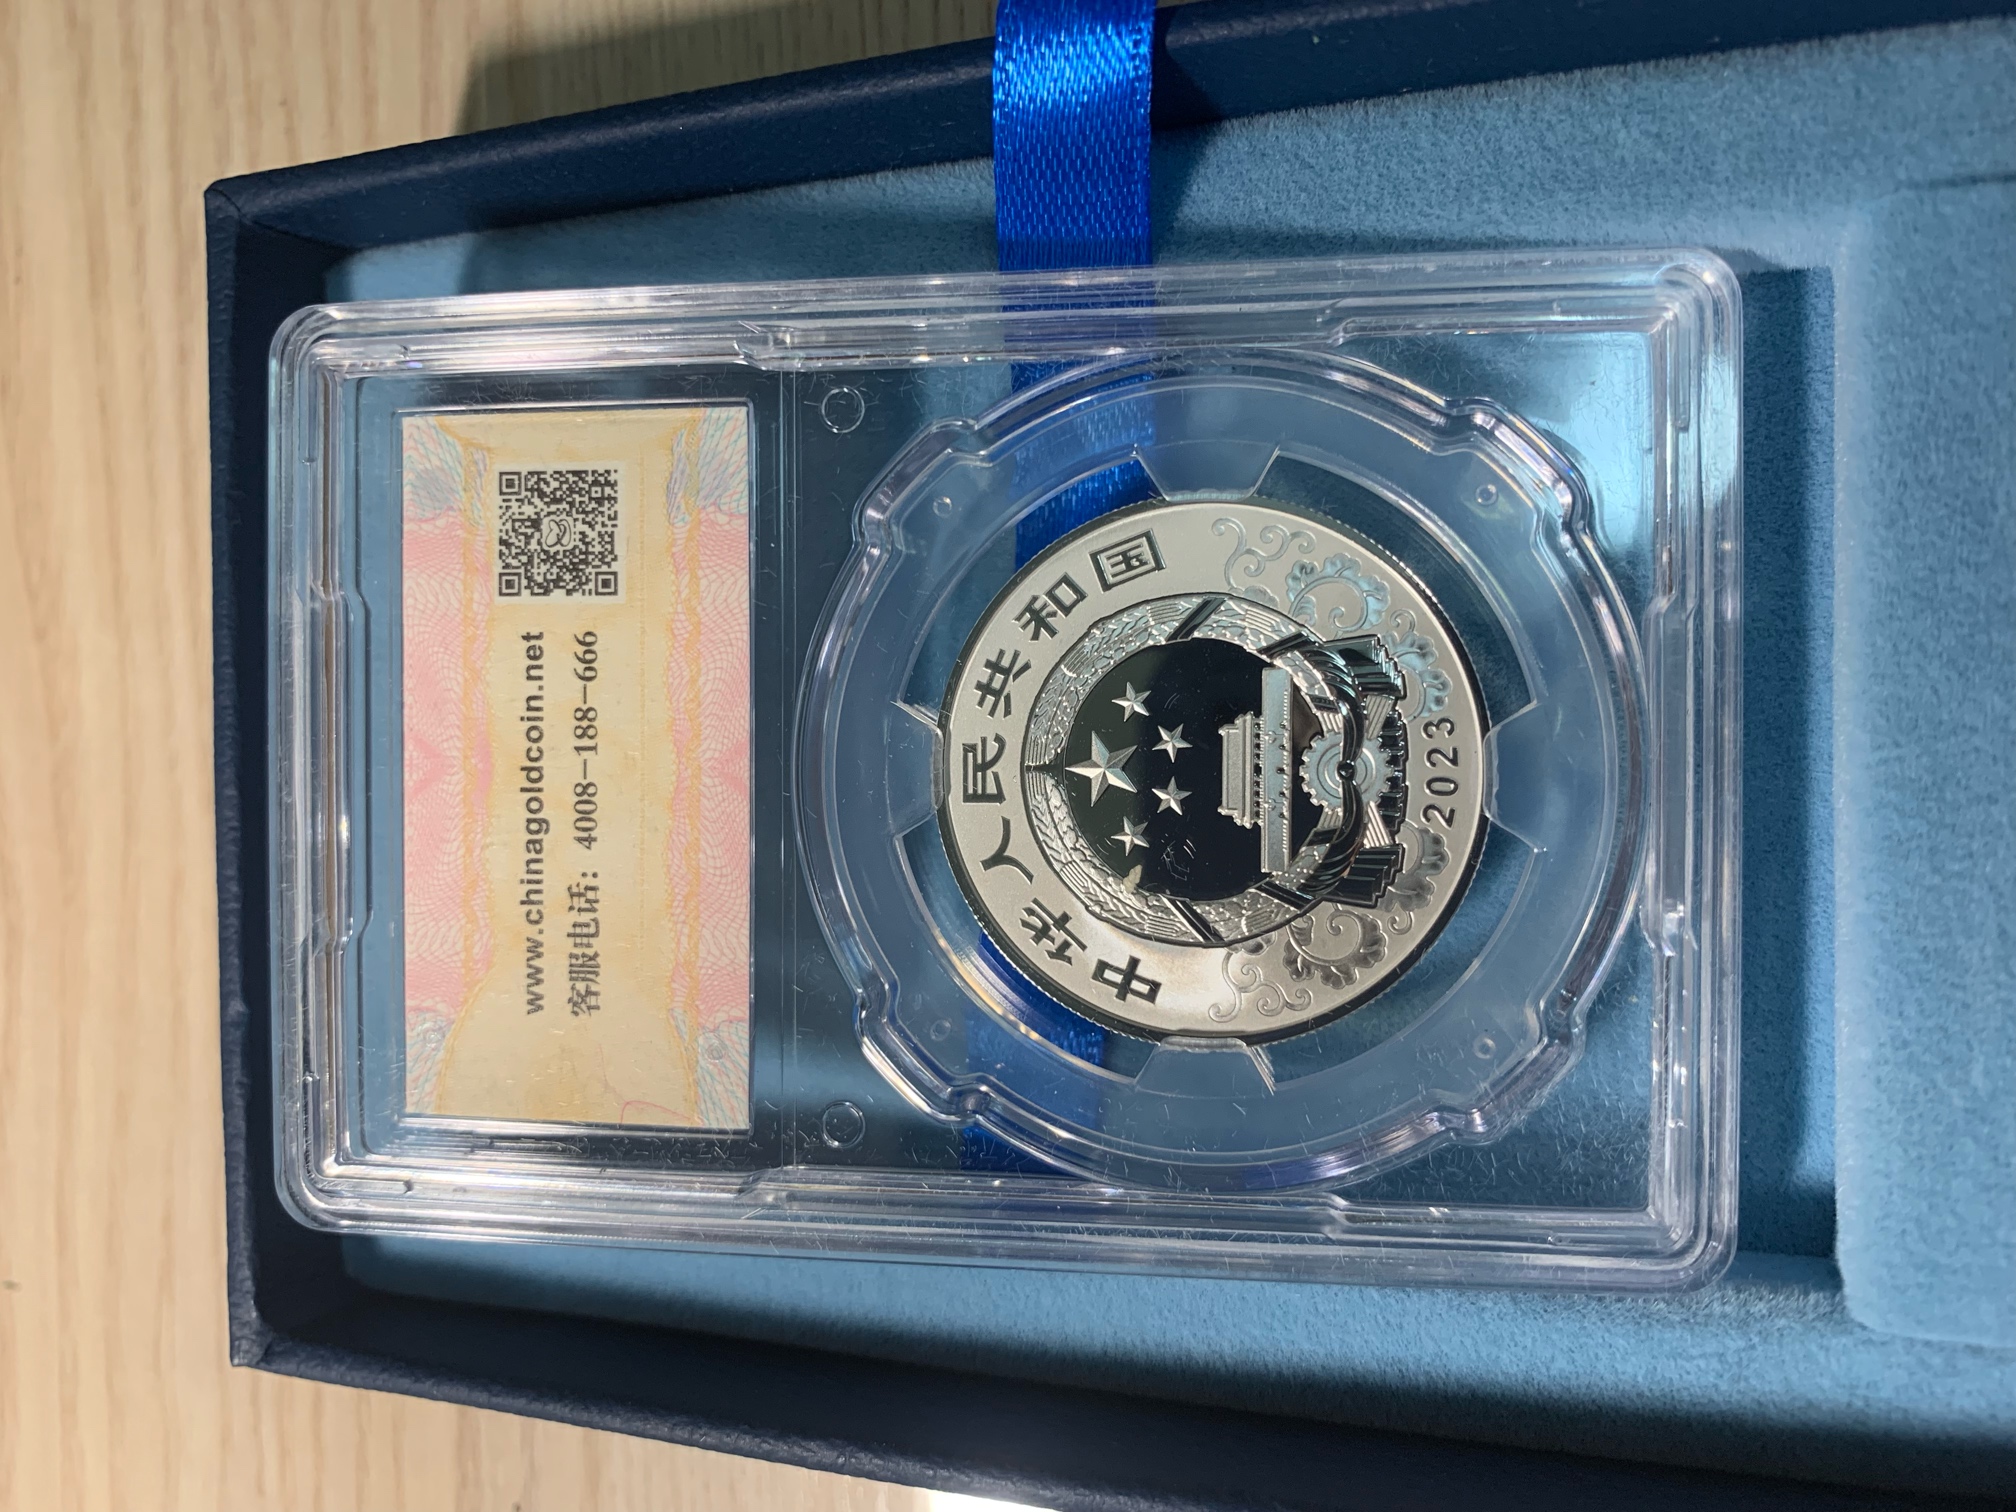 www.chinagoldcoin.net
客服电话：4008-188-666
中华人民共和国
2023